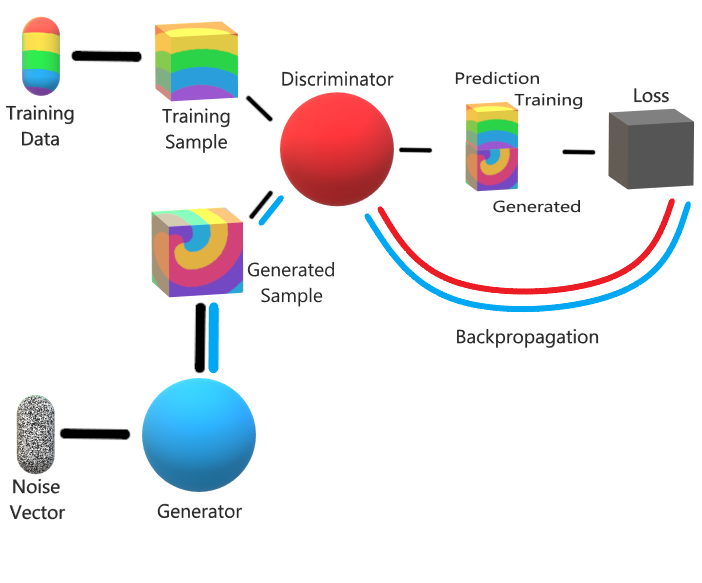 Training
Data
Training
Sample
Discriminator
Prediction
Training
Generated
Loss
Generated
Sample
Backpropagation
Noise
Vector
Generator